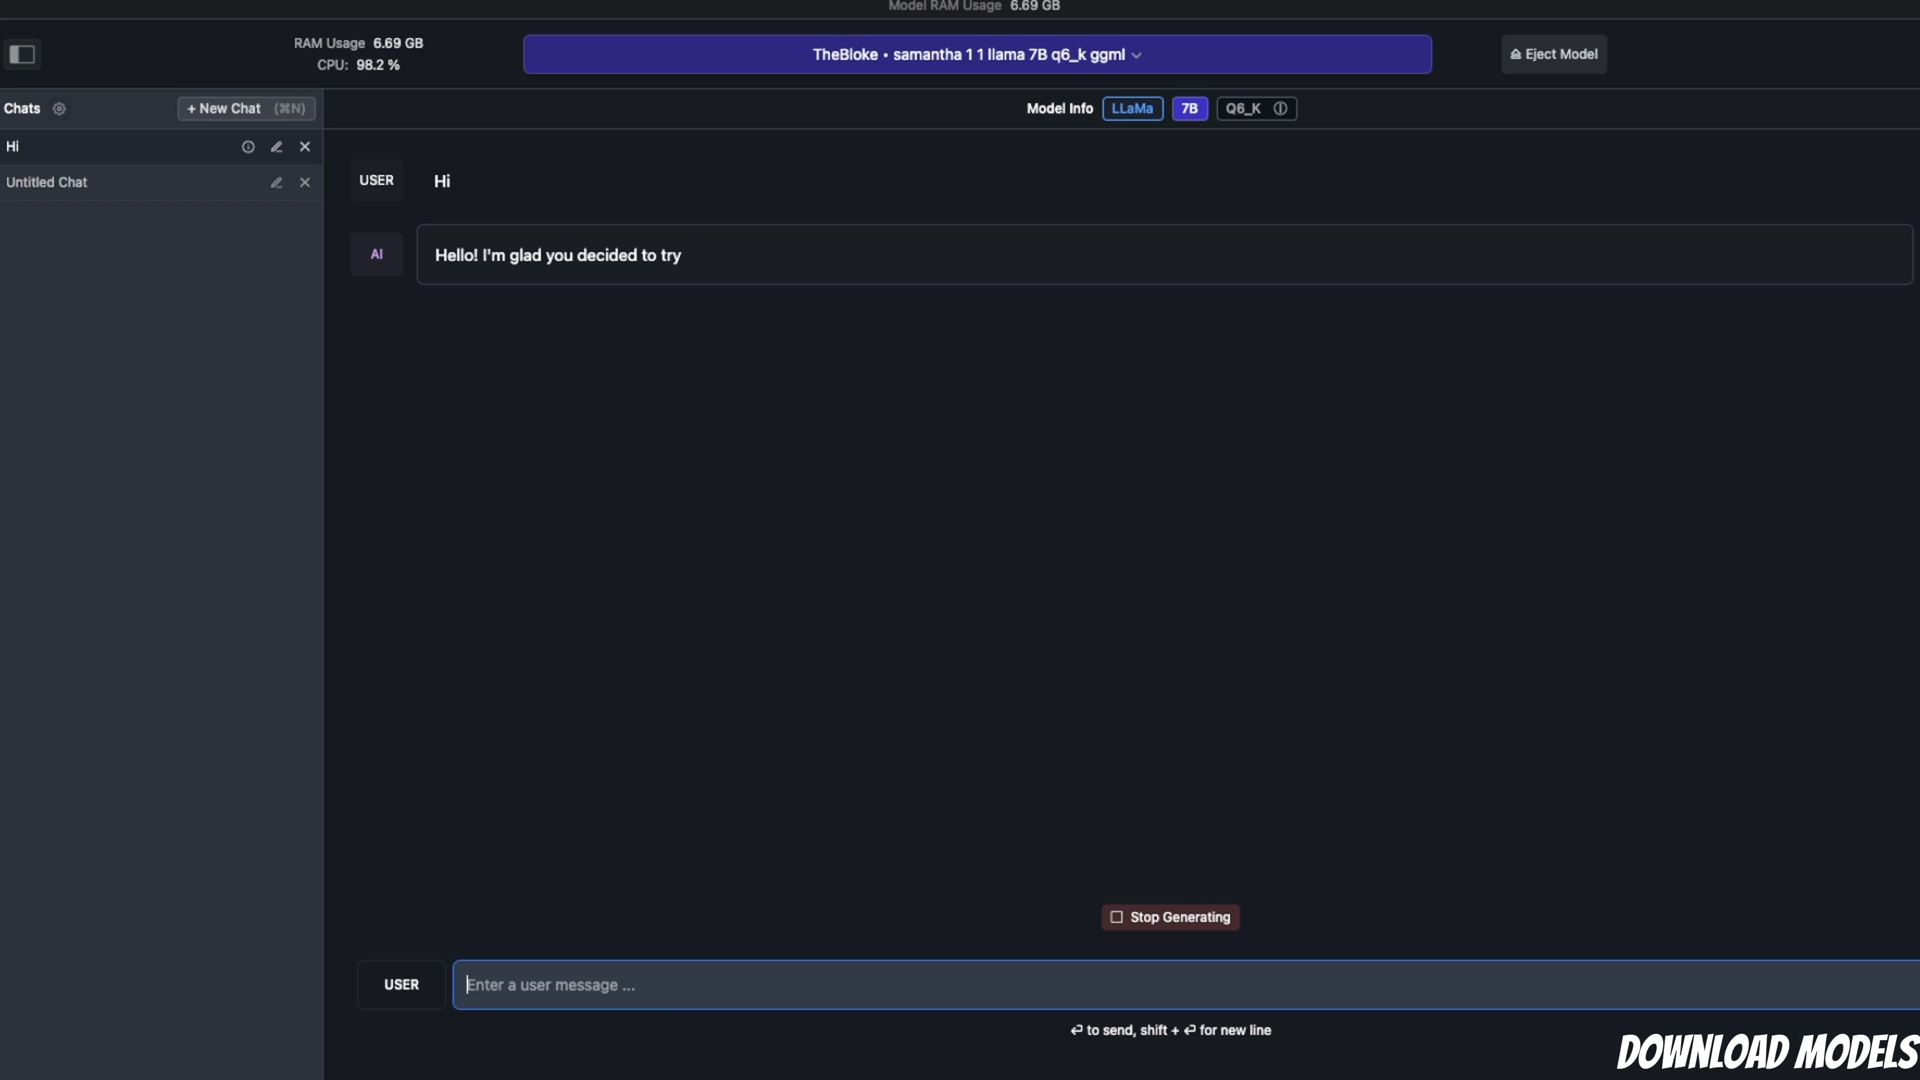 Model RAM Usage 6.69 GB
RAM Usage 6.69 GB
CPU: 98.2 %
TheBloke • samantha 1 1 llama 7B q6_k ggml
Eject Model
Chats
+ New Chat (⌘N)
Model Info LLaMa 7B Q6_K
Hi
Untitled Chat
USER
Hi
AI
Hello! I'm glad you decided to try
Stop Generating
USER
Enter a user message ...
⏎ to send, shift + ⏎ for new line
DOWNLOAD MODELS